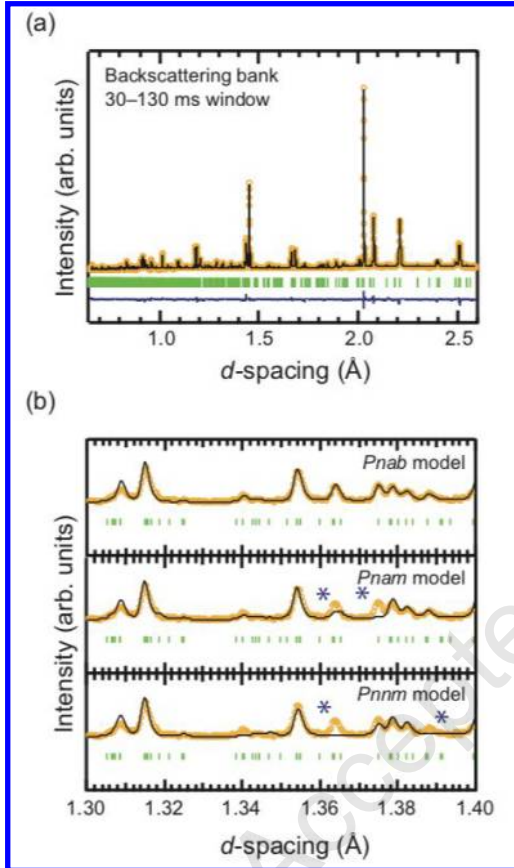 (a)
Backscattering bank
30–130 ms window
Intensity (arb. units)
1.0 1.5 2.0 2.5
d-spacing (Å)
(b)
Pnab model
* *
Pnam model
Intensity (arb. units)
Pnnm model
* *
1.30 1.32 1.34 1.36 1.38 1.40
d-spacing (Å)
Accepte